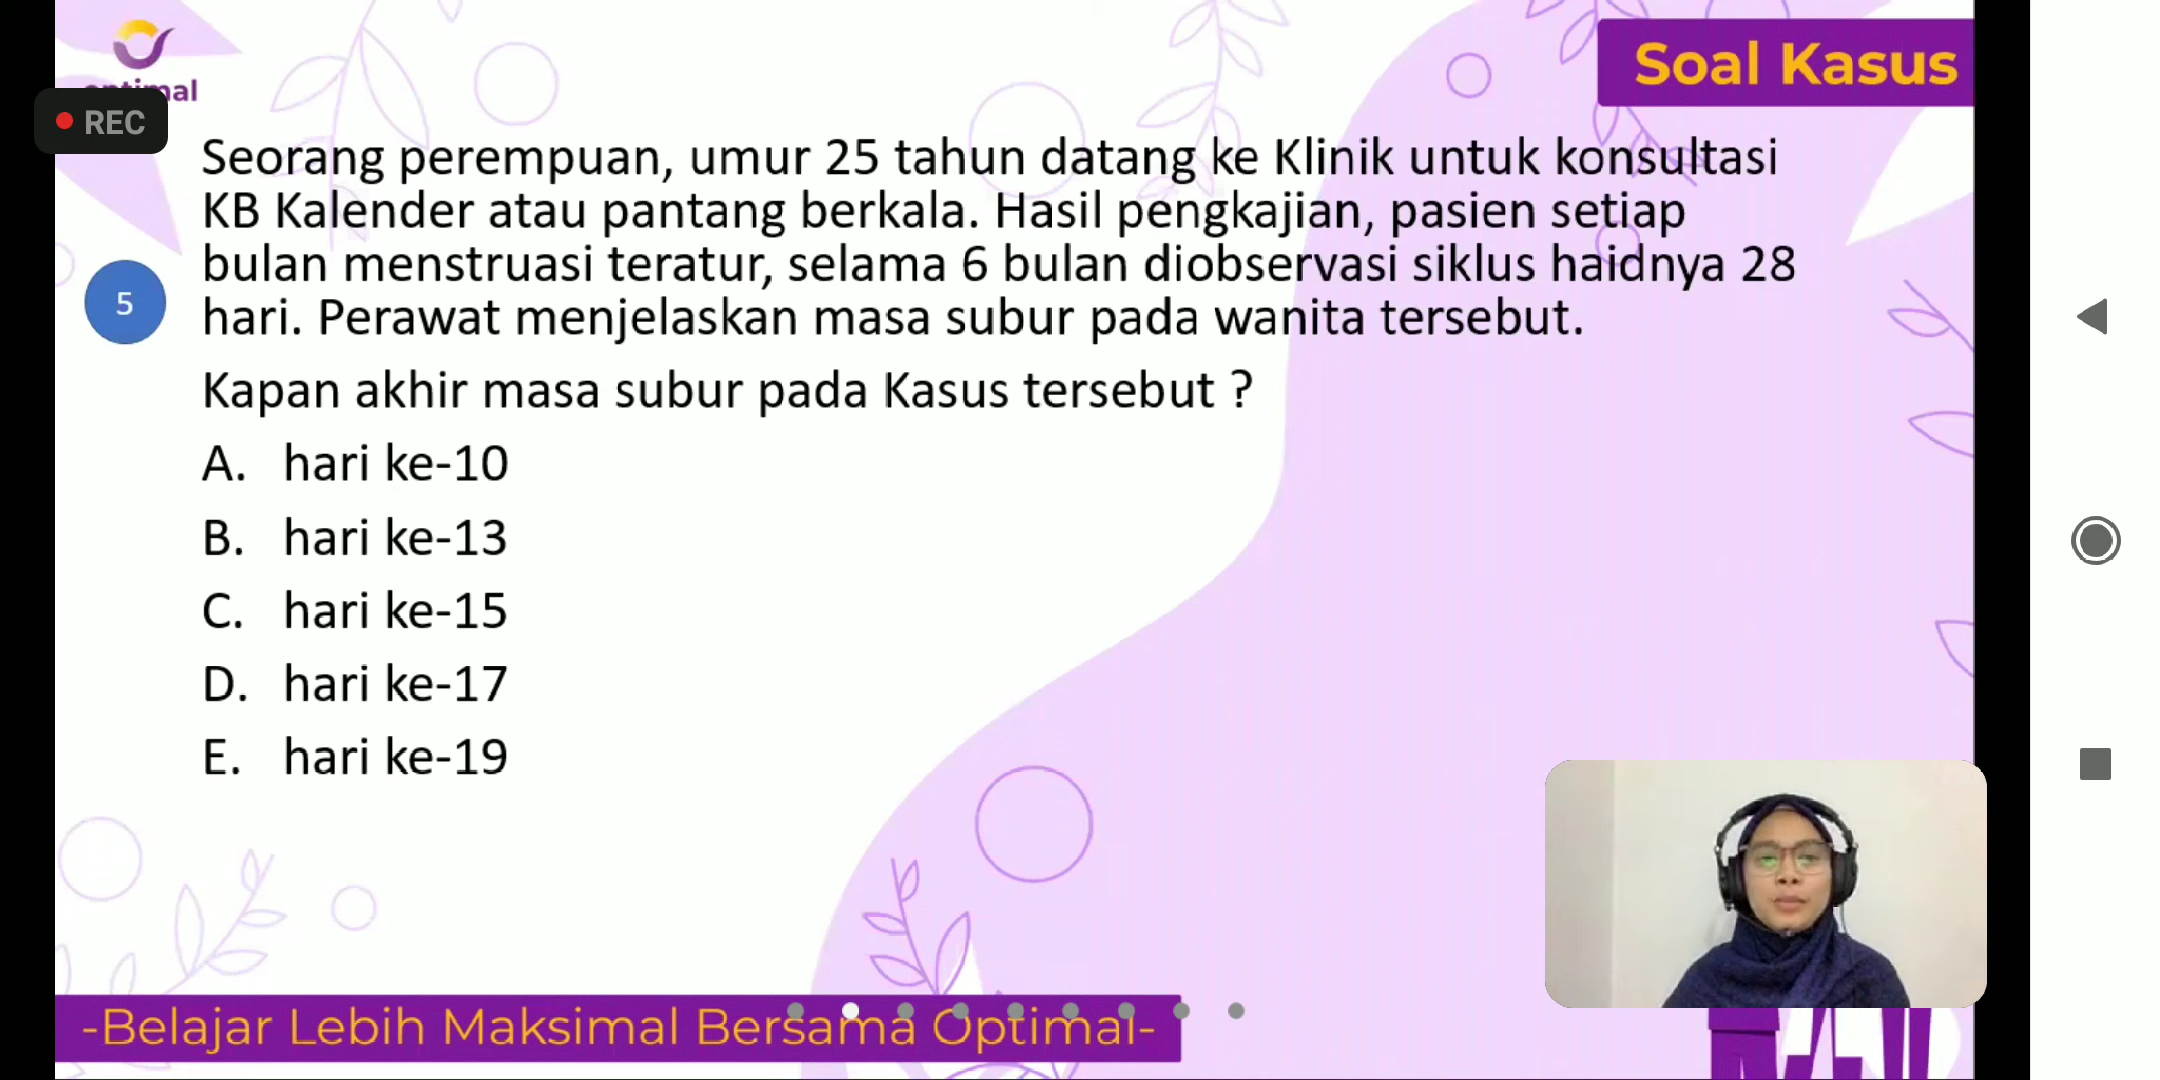 Soal Kasus
REC
Seorang perempuan, umur 25 tahun datang ke Klinik untuk konsultasi
KB Kalender atau pantang berkala. Hasil pengkajian, pasien setiap
bulan menstruasi teratur, selama 6 bulan diobservasi siklus haidnya 28
hari. Perawat menjelaskan masa subur pada wanita tersebut.
5
Kapan akhir masa subur pada Kasus tersebut ?
A. hari ke-10
B. hari ke-13
C. hari ke-15
D. hari ke-17
E. hari ke-19
-Belajar Lebih Maksimal Bersama Optimal-